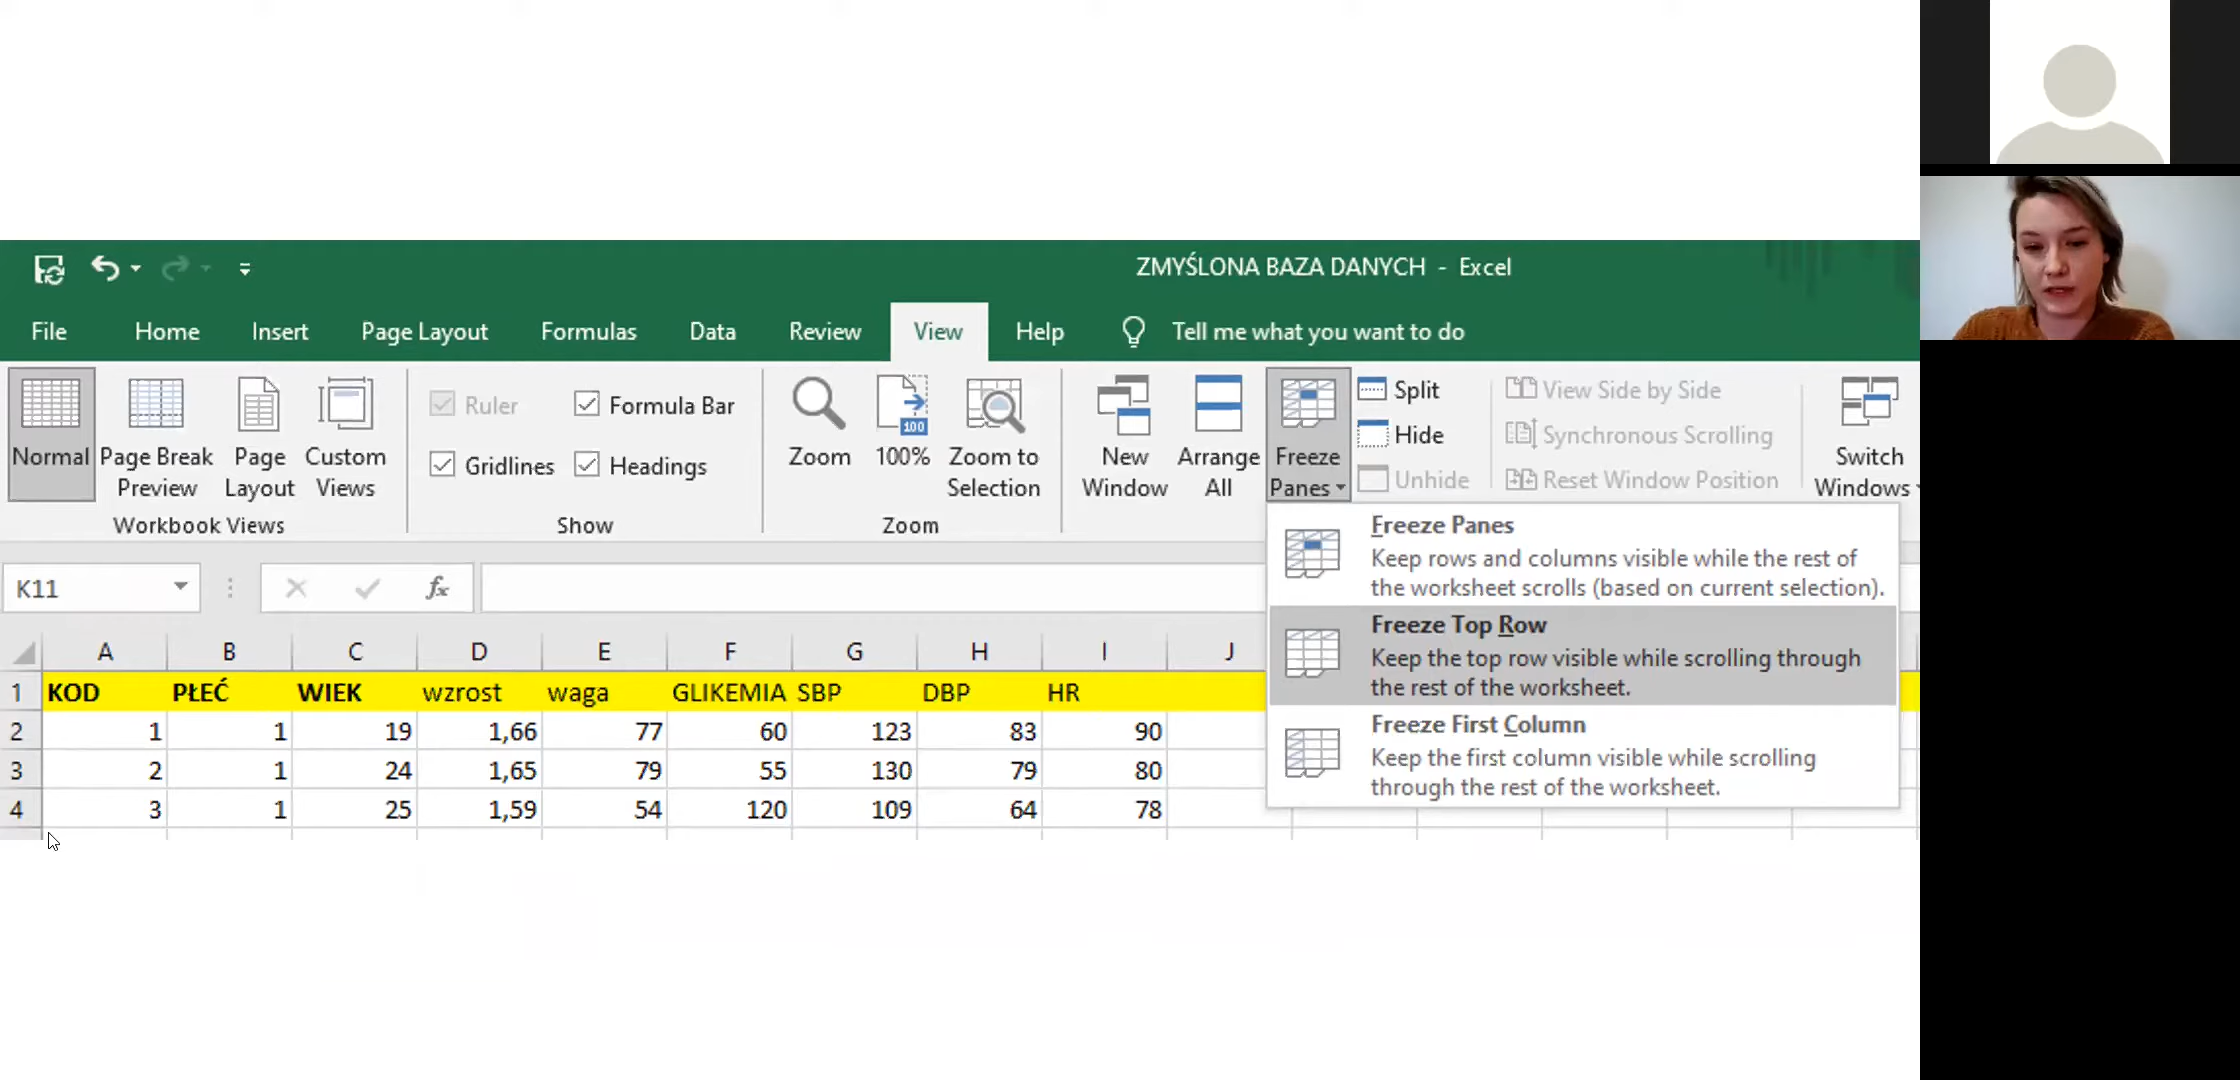 ZMYŚLONA BAZA DANYCH - Excel
File Home Insert Page Layout Formulas Data Review View Help Tell me what you want to do
Normal
Page Break
Preview
Page
Layout
Custom
Views
Workbook Views
Ruler
Formula Bar
Gridlines
Headings
Show
Zoom
100
100%
Zoom to
Selection
Zoom
New
Window
Arrange
All
Freeze
Panes
Split
Hide
Unhide
View Side by Side
Synchronous Scrolling
Reset Window Position
Switch
Windows
Freeze Panes
Keep rows and columns visible while the rest of
the worksheet scrolls (based on current selection).
Freeze Top Row
Keep the top row visible while scrolling through
the rest of the worksheet.
Freeze First Column
Keep the first column visible while scrolling
through the rest of the worksheet.
K11 fx
A B C D E F G H I J
1 KOD PŁEĆ WIEK wzrost waga GLIKEMIA SBP DBP HR
2 1 1 19 1,66 77 60 123 83 90
3 2 1 24 1,65 79 55 130 79 80
4 3 1 25 1,59 54 120 109 64 78